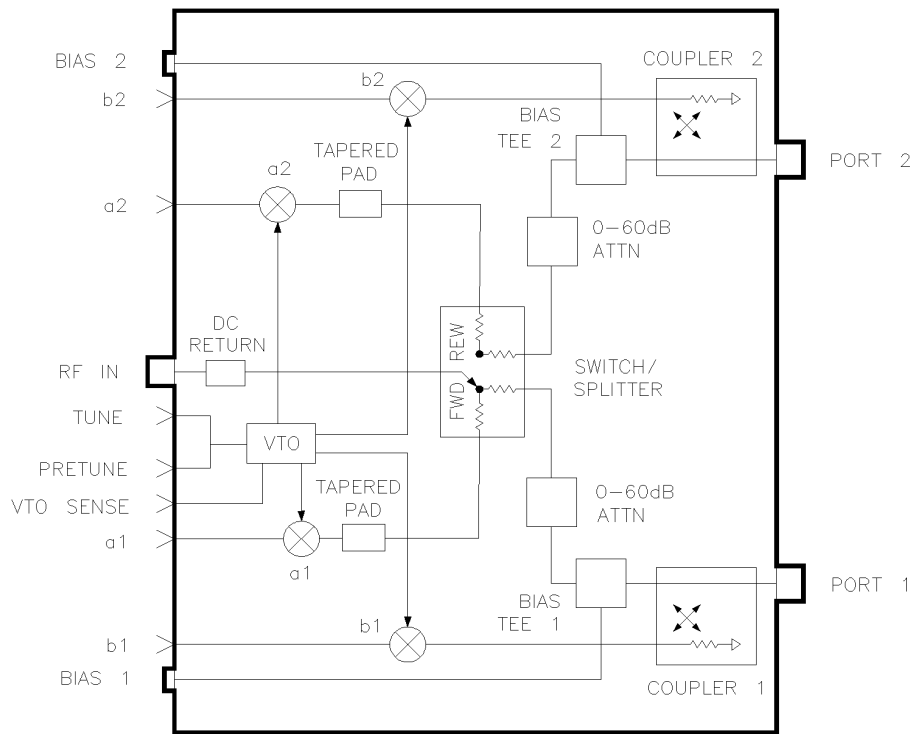 BIAS 2
COUPLER 2
b2
b2
BIAS
TEE 2
TAPERED
PAD
a2
PORT 2
a2
0-60dB
ATTN
DC
RETURN
REW
RF IN
SWITCH/
SPLITTER
FWD
TUNE
VTO
PRETUNE
TAPERED
PAD
0-60dB
ATTN
VTO SENSE
a1
a1
PORT 1
BIAS
TEE 1
b1
b1
BIAS 1
COUPLER 1